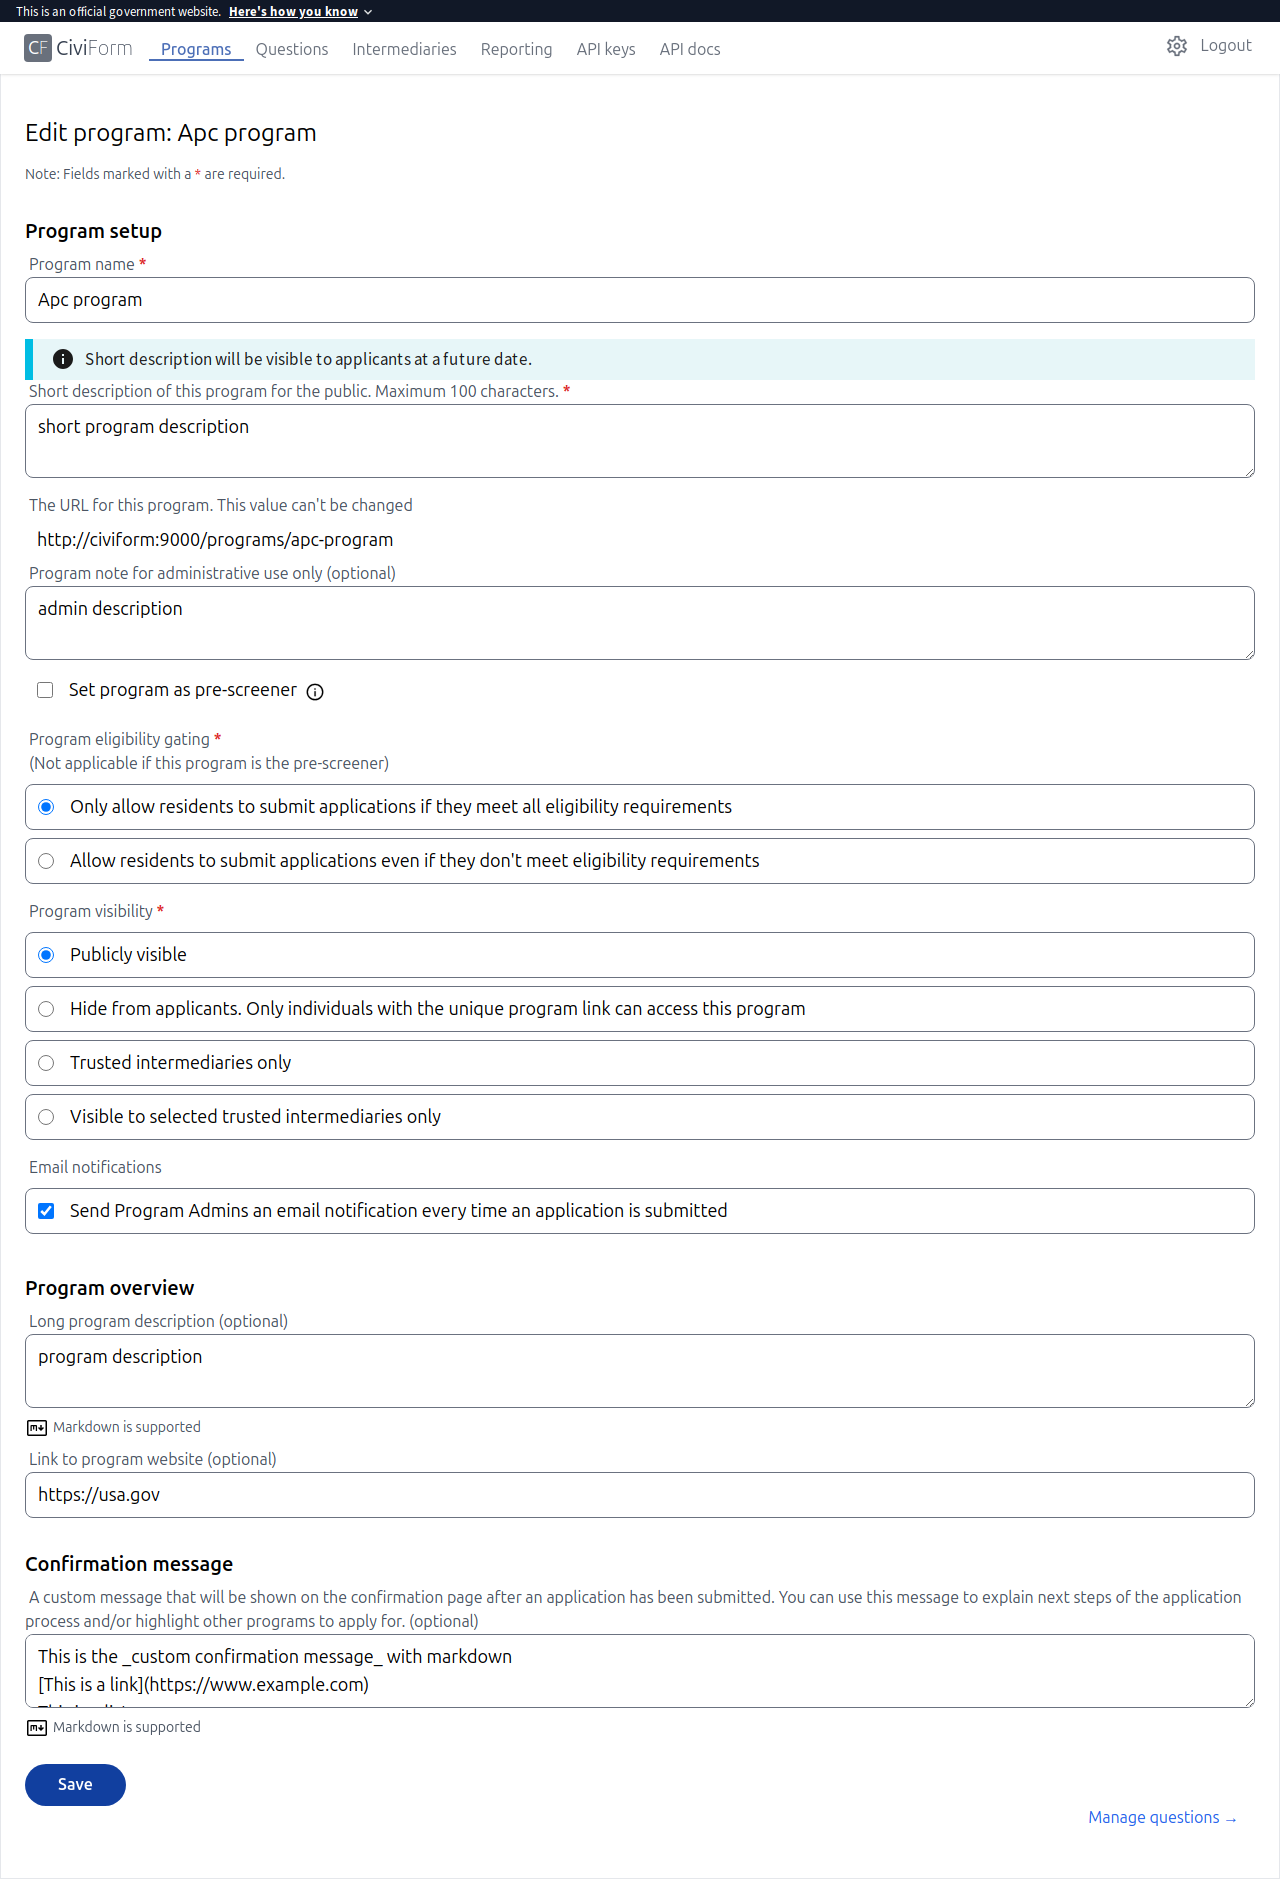 This is an official government website. Here's how you know
CF CiviForm Programs Questions Intermediaries Reporting API keys API docs Logout
Edit program: Apc program
Note: Fields marked with a * are required.
Program setup
Program name *
Apc program
Short description will be visible to applicants at a future date.
Short description of this program for the public. Maximum 100 characters. *
short program description
The URL for this program. This value can't be changed
http://civiform:9000/programs/apc-program
Program note for administrative use only (optional)
admin description
Set program as pre-screener
Program eligibility gating *
(Not applicable if this program is the pre-screener)
Only allow residents to submit applications if they meet all eligibility requirements
Allow residents to submit applications even if they don't meet eligibility requirements
Program visibility *
Publicly visible
Hide from applicants. Only individuals with the unique program link can access this program
Trusted intermediaries only
Visible to selected trusted intermediaries only
Email notifications
Send Program Admins an email notification every time an application is submitted
Program overview
Long program description (optional)
program description
Markdown is supported
Link to program website (optional)
https://usa.gov
Confirmation message
A custom message that will be shown on the confirmation page after an application has been submitted. You can use this message to explain next steps of the application
process and/or highlight other programs to apply for. (optional)
This is the _custom confirmation message_ with markdown
[This is a link](https://www.example.com)
Markdown is supported
Save
Manage questions →